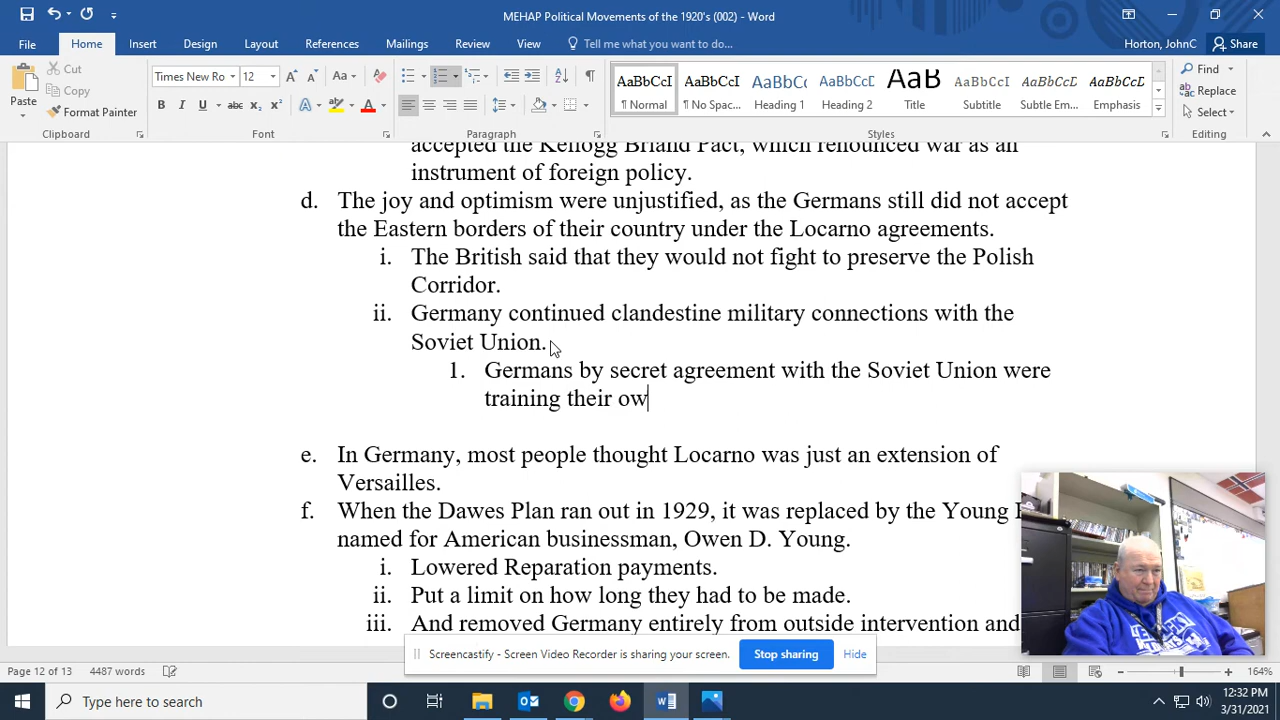 MEHAP Political Movements of the 1920's (002) - Word
File Home Insert Design Layout References Mailings Review View Tell me what you want to do... Horton, JohnC Share
Cut
Copy
Format Painter
Paste
Clipboard
Times New Ro 12
Font
Paragraph
AaBbCcI ¶ Normal
AaBbCcI ¶ No Spac...
AaBbCc Heading 1
AaBbCcI Heading 2
AaB Title
AaBbCcI Subtitle
AaBbCcI Subtle Em...
AaBbCcI Emphasis
Styles
Find
Replace
Select
Editing
accepted the Kellogg Briand Pact, which renounced war as an
instrument of foreign policy.
d. The joy and optimism were unjustified, as the Germans still did not accept
the Eastern borders of their country under the Locarno agreements.
i. The British said that they would not fight to preserve the Polish
Corridor.
ii. Germany continued clandestine military connections with the
Soviet Union.
1. Germans by secret agreement with the Soviet Union were
training their ow
e. In Germany, most people thought Locarno was just an extension of
Versailles.
f. When the Dawes Plan ran out in 1929, it was replaced by the Young
named for American businessman, Owen D. Young.
i. Lowered Reparation payments.
ii. Put a limit on how long they had to be made.
iii. And removed Germany entirely from outside intervention and
Screencastify - Screen Video Recorder is sharing your screen. Stop sharing Hide
Page 12 of 13 4487 words 164%
Type here to search
12:32 PM
3/31/2021